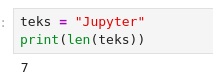 :
teks = "Jupyter"
print(len(teks))
7